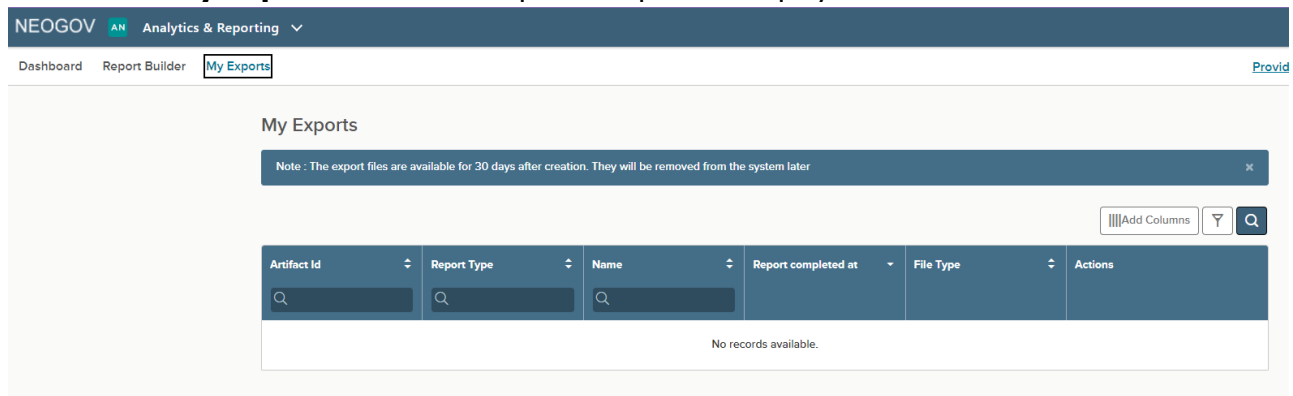 NEOGOV AN Analytics & Reporting
Dashboard Report Builder My Exports Provid
My Exports
Note : The export files are available for 30 days after creation. They will be removed from the system later ×
Add Columns
Artifact Id Report Type Name Report completed at File Type Actions
No records available.